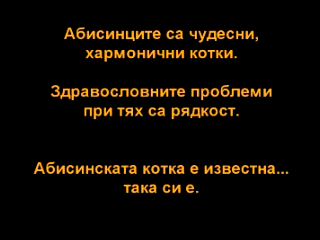 Абисинците са чудесни,
хармонични котки.
Здравословните проблеми
при тях са рядкост.
Абисинската котка е известна...
така си е.